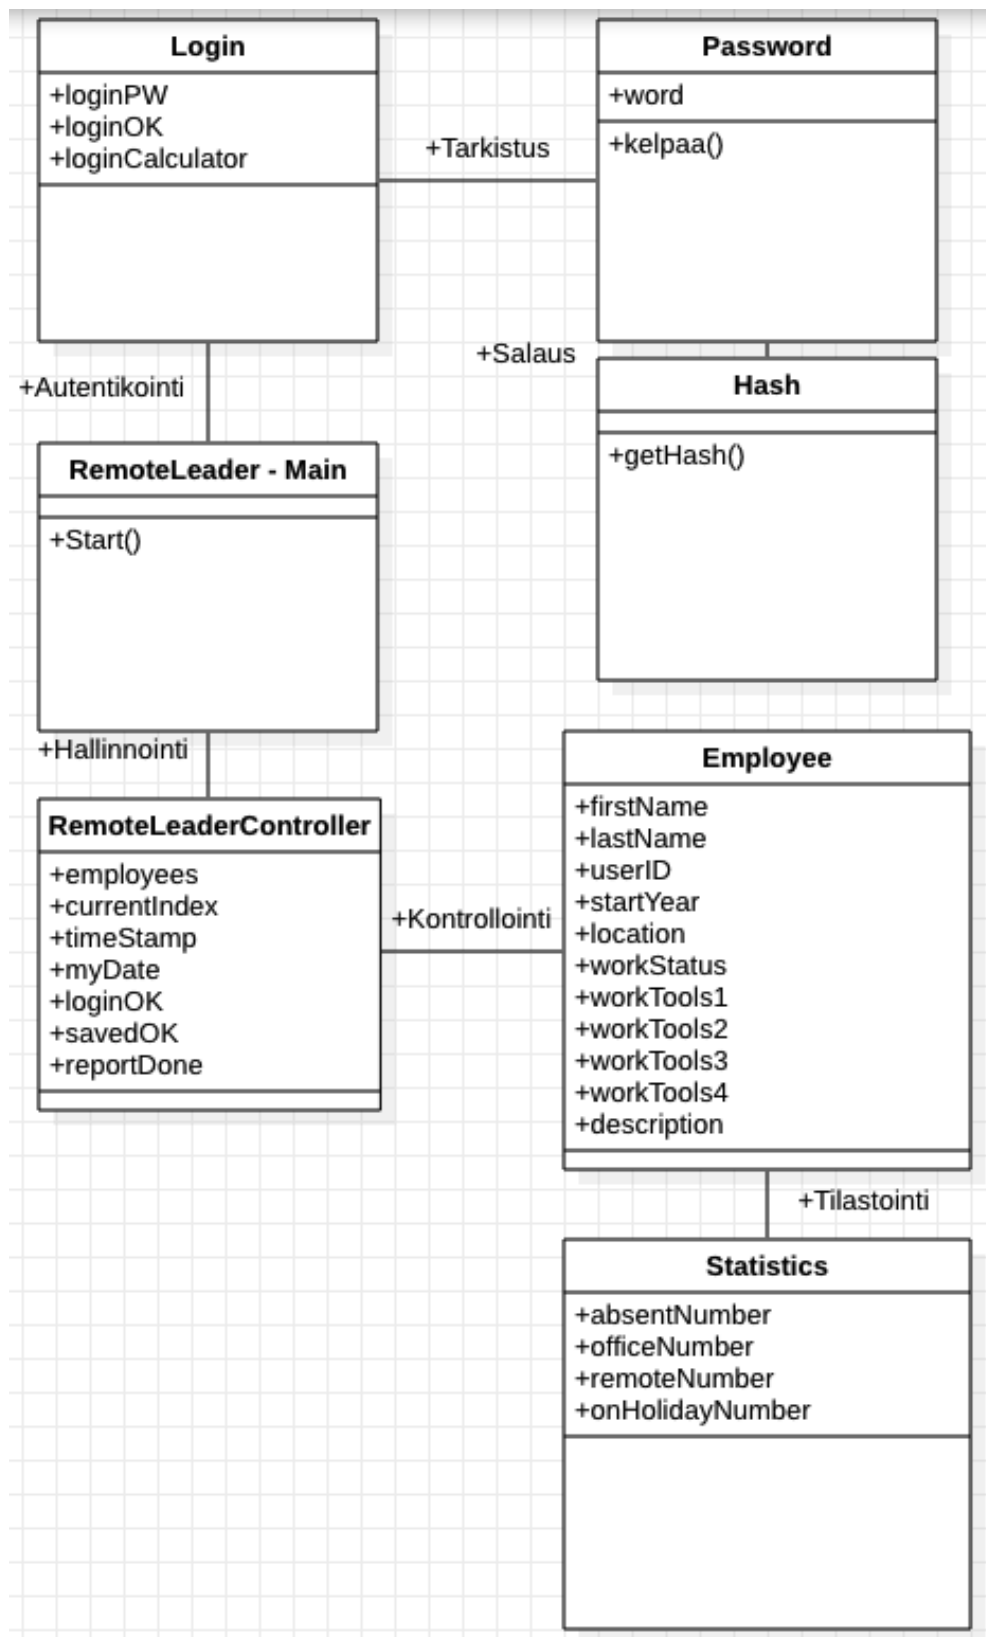 Login
+loginPW
+loginOK
+loginCalculator
+Tarkistus
Password
+word
+kelpaa()
+Salaus
Hash
+getHash()
+Autentikointi
RemoteLeader - Main
+Start()
+Hallinnointi
RemoteLeaderController
+employees
+currentIndex
+timeStamp
+myDate
+loginOK
+savedOK
+reportDone
+Kontrollointi
Employee
+firstName
+lastName
+userID
+startYear
+location
+workStatus
+workTools1
+workTools2
+workTools3
+workTools4
+description
+Tilastointi
Statistics
+absentNumber
+officeNumber
+remoteNumber
+onHolidayNumber